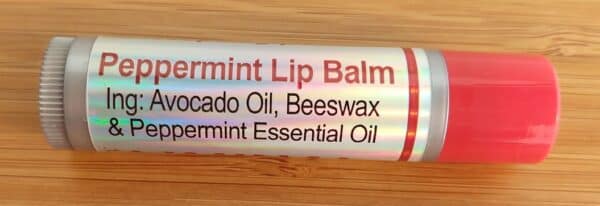 Peppermint Lip Balm
Ing: Avocado Oil, Beeswax
& Peppermint Essential Oil